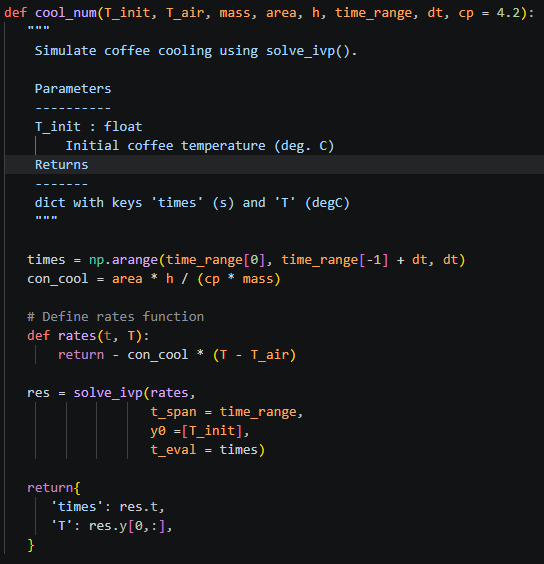 def cool_num(T_init, T_air, mass, area, h, time_range, dt, cp = 4.2):
"""
Simulate coffee cooling using solve_ivp().
Parameters
----------
T_init : float
Initial coffee temperature (deg. C)
Returns
-------
dict with keys 'times' (s) and 'T' (degC)
"""
times = np.arange(time_range[0], time_range[-1] + dt, dt)
con_cool = area * h / (cp * mass)
# Define rates function
def rates(t, T):
return - con_cool * (T - T_air)
res = solve_ivp(rates,
t_span = time_range,
y0 =[T_init],
t_eval = times)
return{
'times': res.t,
'T': res.y[0,:],
}